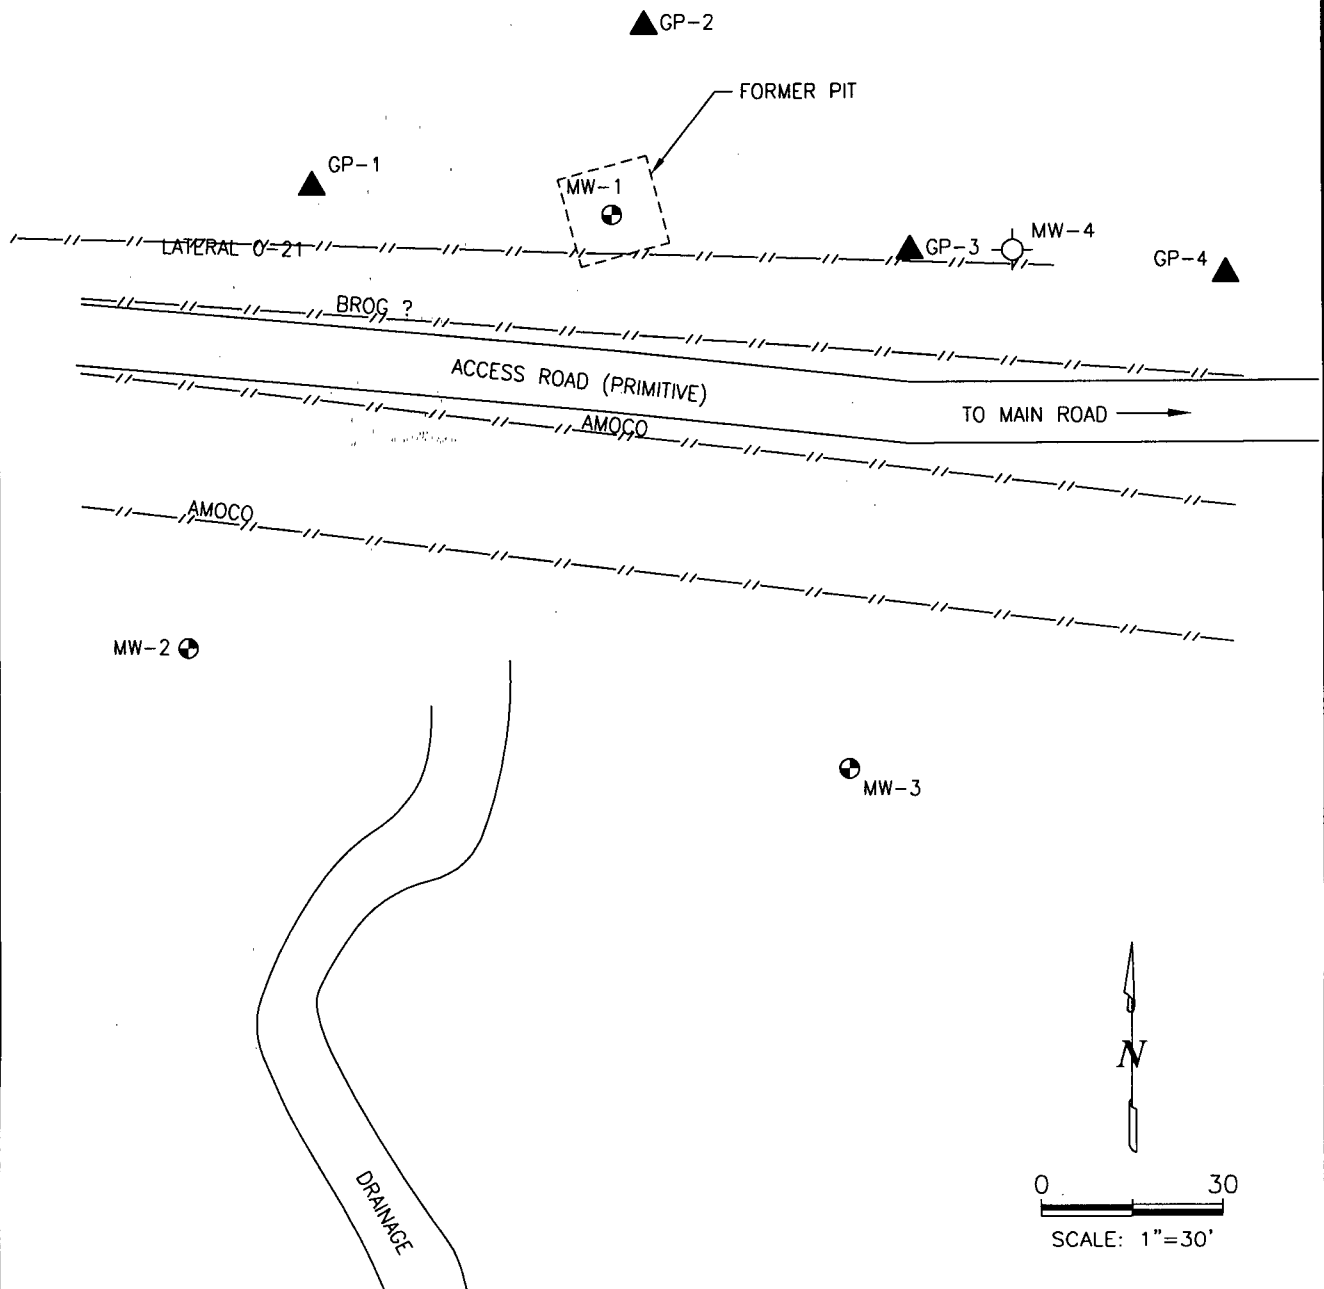 GP-2
FORMER PIT
GP-1
MW-1
MW-4
GP-3
GP-4
LATERAL O-21
BROG ?
ACCESS ROAD (PRIMITIVE)
TO MAIN ROAD
AMOCO
AMOCO
MW-2
MW-3
N
DRAINAGE
0 30
SCALE: 1"=30'